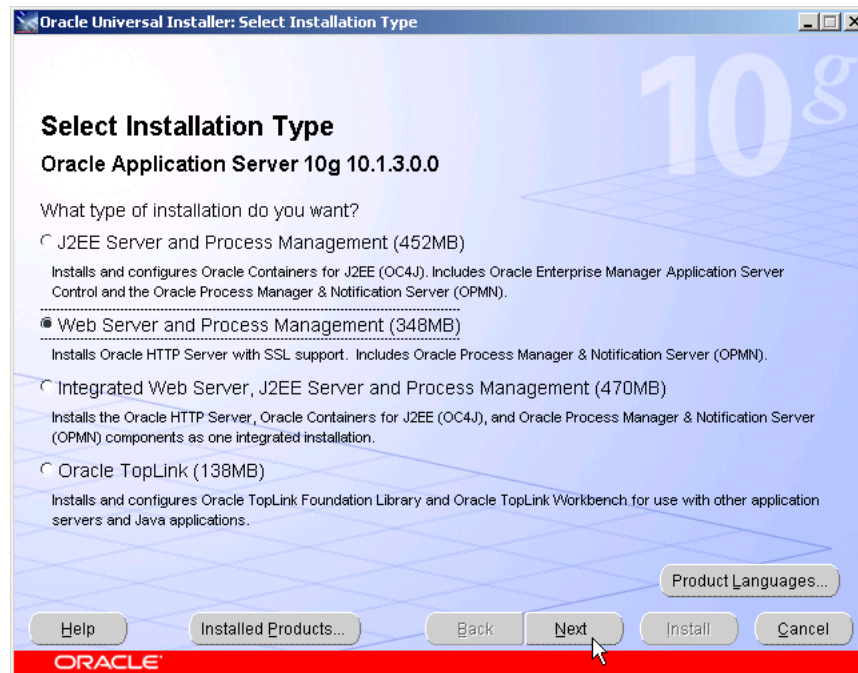 Oracle Universal Installer: Select Installation Type
10g
Select Installation Type
Oracle Application Server 10g 10.1.3.0.0
What type of installation do you want?
J2EE Server and Process Management (452MB)
Installs and configures Oracle Containers for J2EE (OC4J). Includes Oracle Enterprise Manager Application Server
Control and the Oracle Process Manager & Notification Server (OPMN).
Web Server and Process Management (348MB)
Installs Oracle HTTP Server with SSL support. Includes Oracle Process Manager & Notification Server (OPMN).
Integrated Web Server, J2EE Server and Process Management (470MB)
Installs the Oracle HTTP Server, Oracle Containers for J2EE (OC4J), and Oracle Process Manager & Notification Server
(OPMN) components as one integrated installation.
Oracle TopLink (138MB)
Installs and configures Oracle TopLink Foundation Library and Oracle TopLink Workbench for use with other application
servers and Java applications.
Product Languages...
Help Installed Products... Back Next Install Cancel
ORACLE